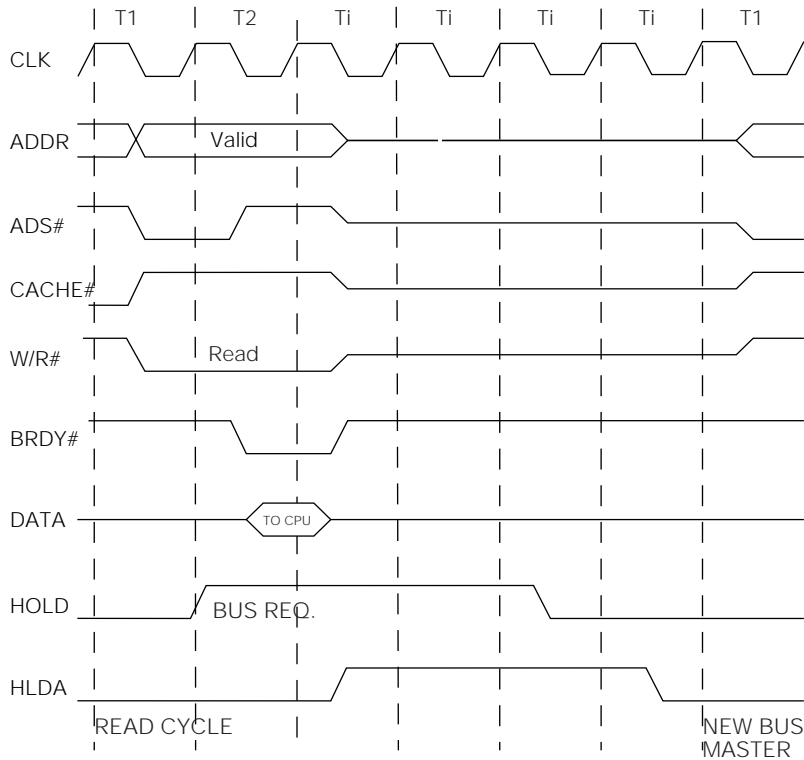 T1 T2 Ti Ti Ti Ti T1
CLK
ADDR Valid
ADS#
CACHE#
W/R# Read
BRDY#
DATA TO CPU
HOLD BUS REQ.
HLDA
READ CYCLE NEW BUS
MASTER